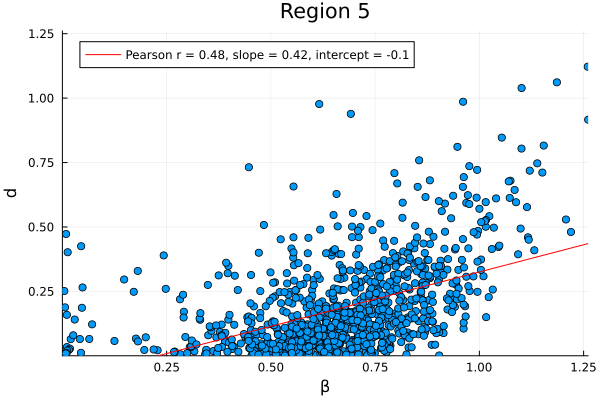 Region 5
Pearson r = 0.48, slope = 0.42, intercept = -0.1
1.25
1.00
0.75
0.50
0.25
d
0.25 0.50 0.75 1.00 1.25
β